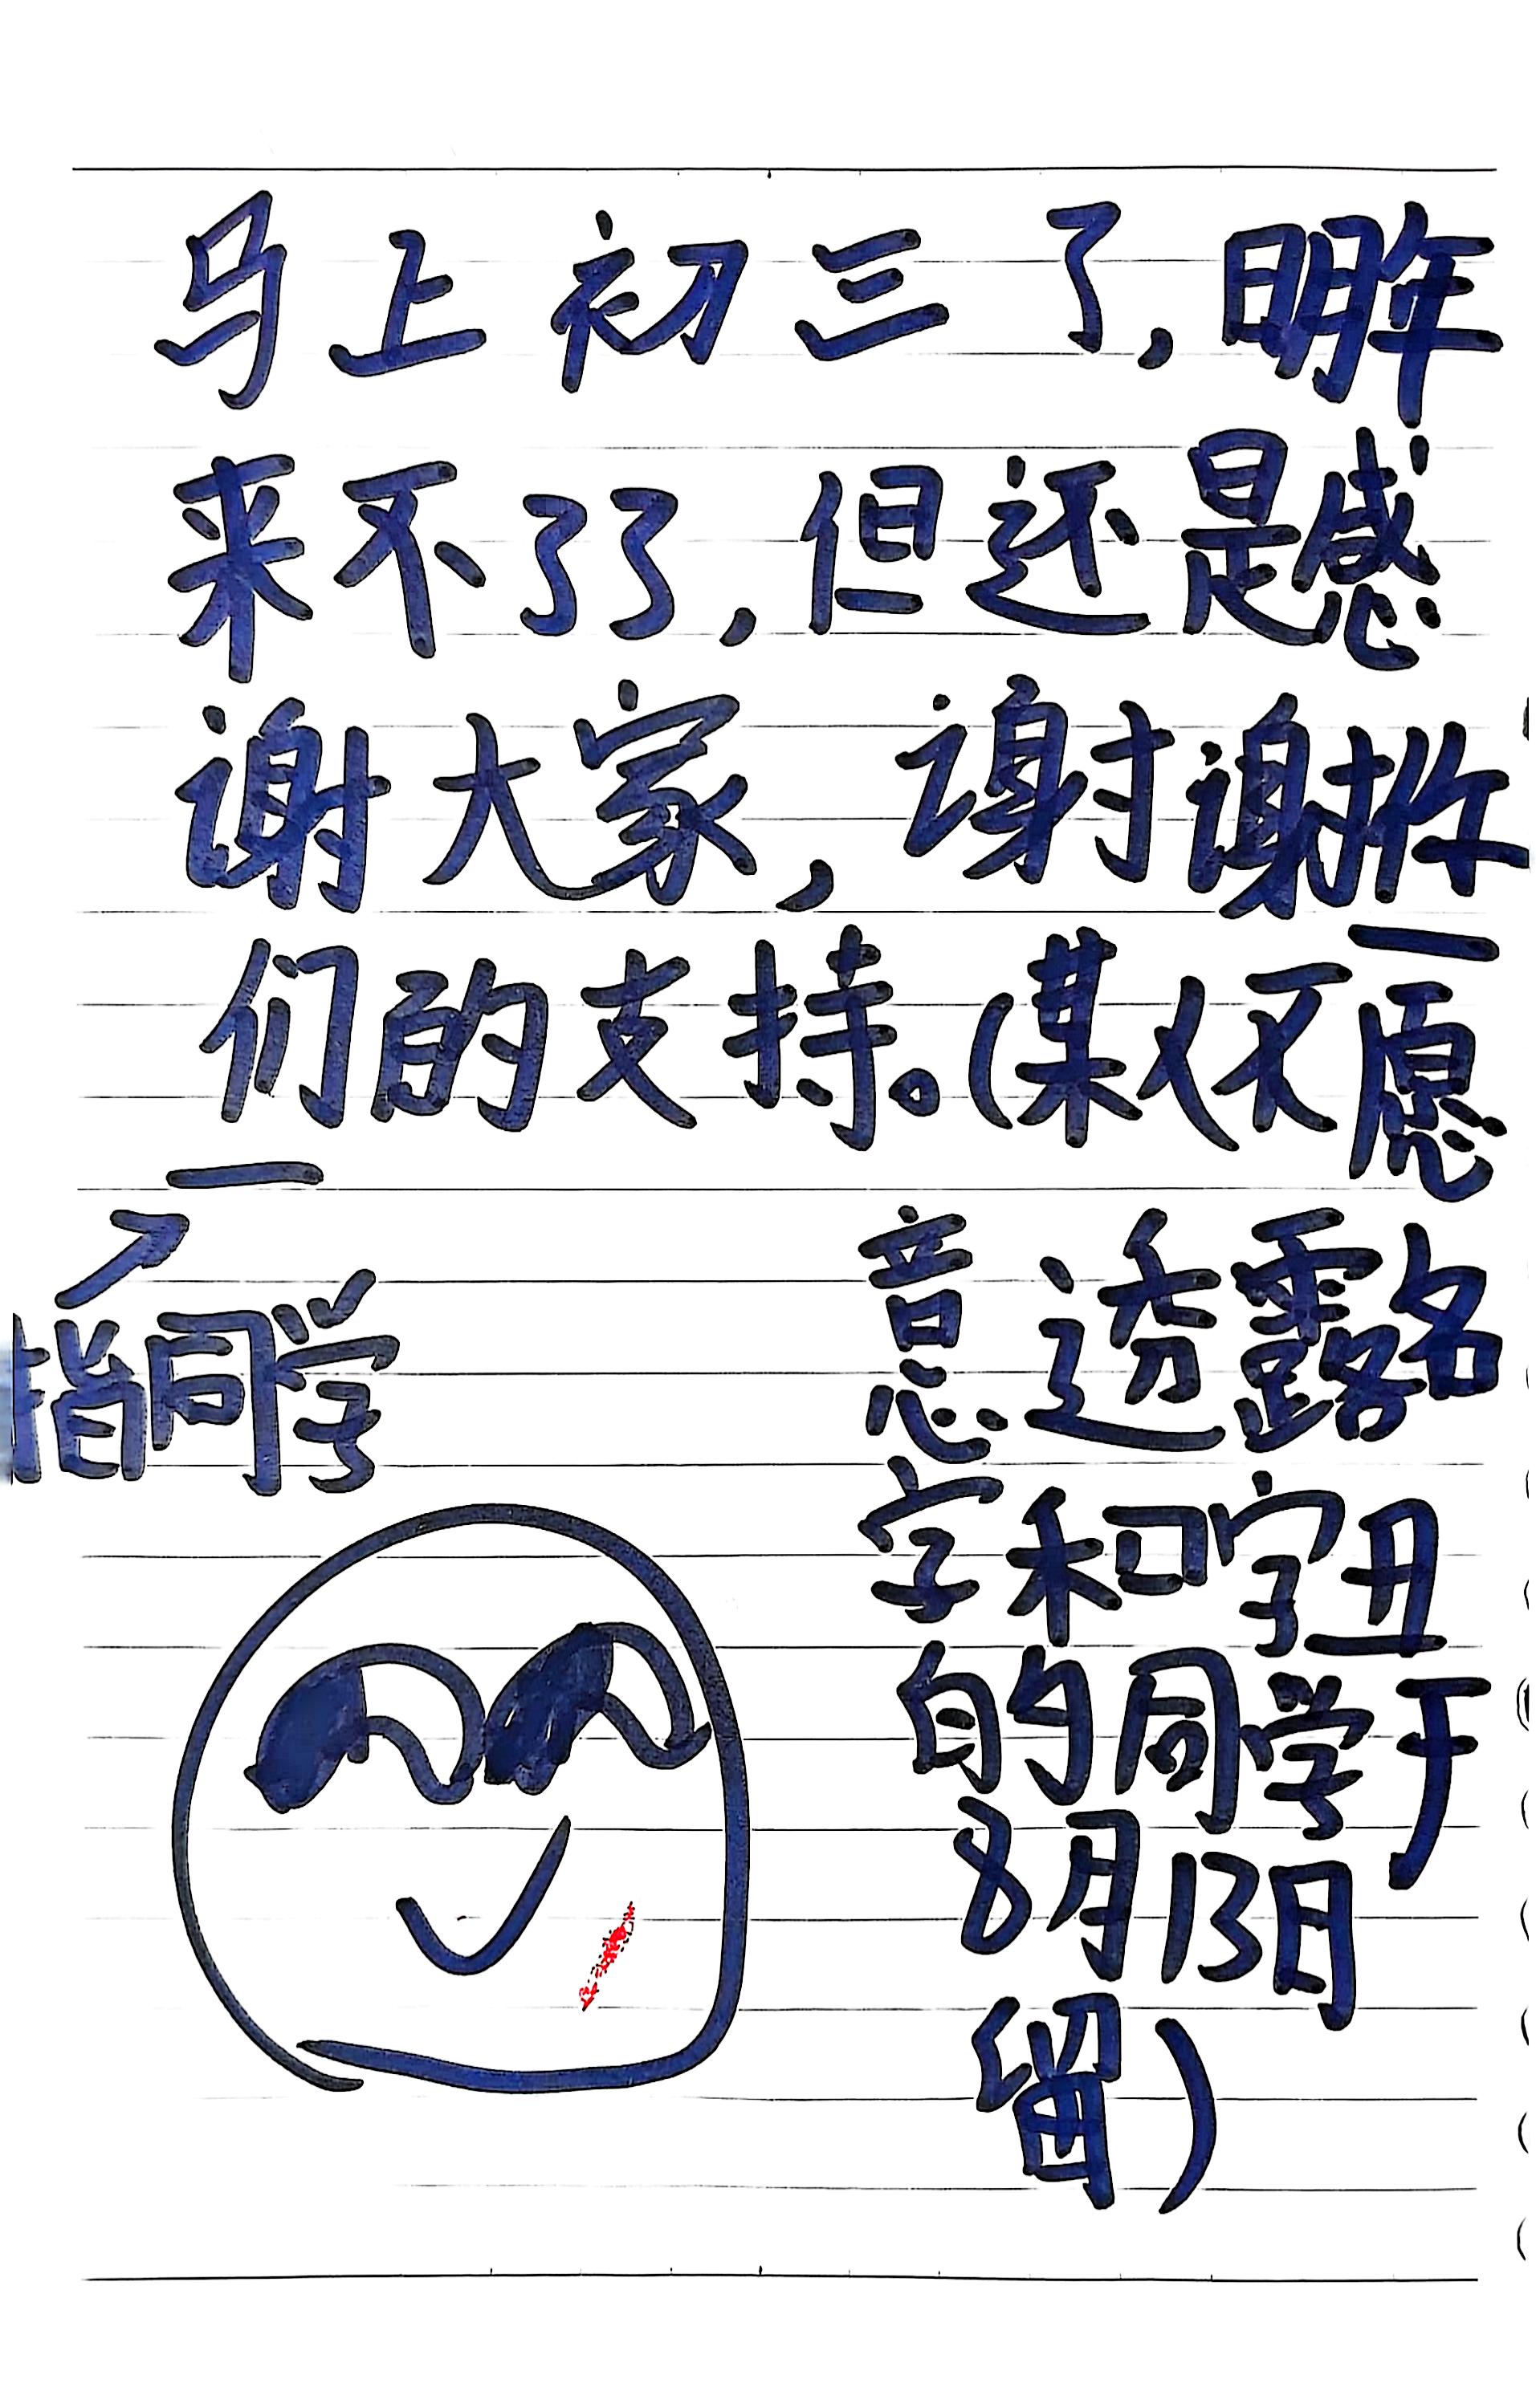 马上初三了，明年
来不了了，但还是感
谢大家，谢谢你
们的支持。（某人不愿
意透露名
字和字丑
的同学于
8月13日
留）
指同学